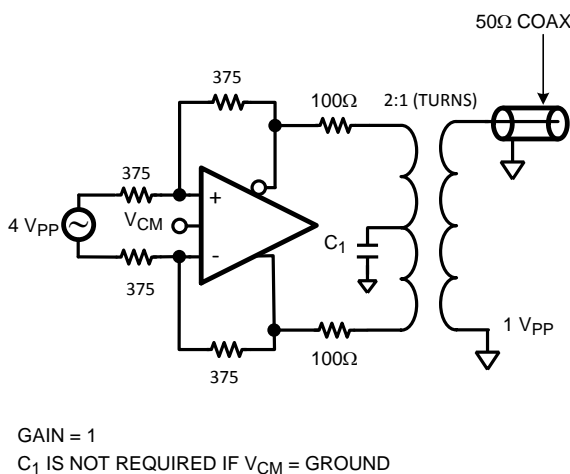 50Ω COAX
375
100Ω
2:1 (TURNS)
375
+
VCM
4 VPP
C1
-
375
1 VPP
375
100Ω
GAIN = 1
C1 IS NOT REQUIRED IF VCM = GROUND